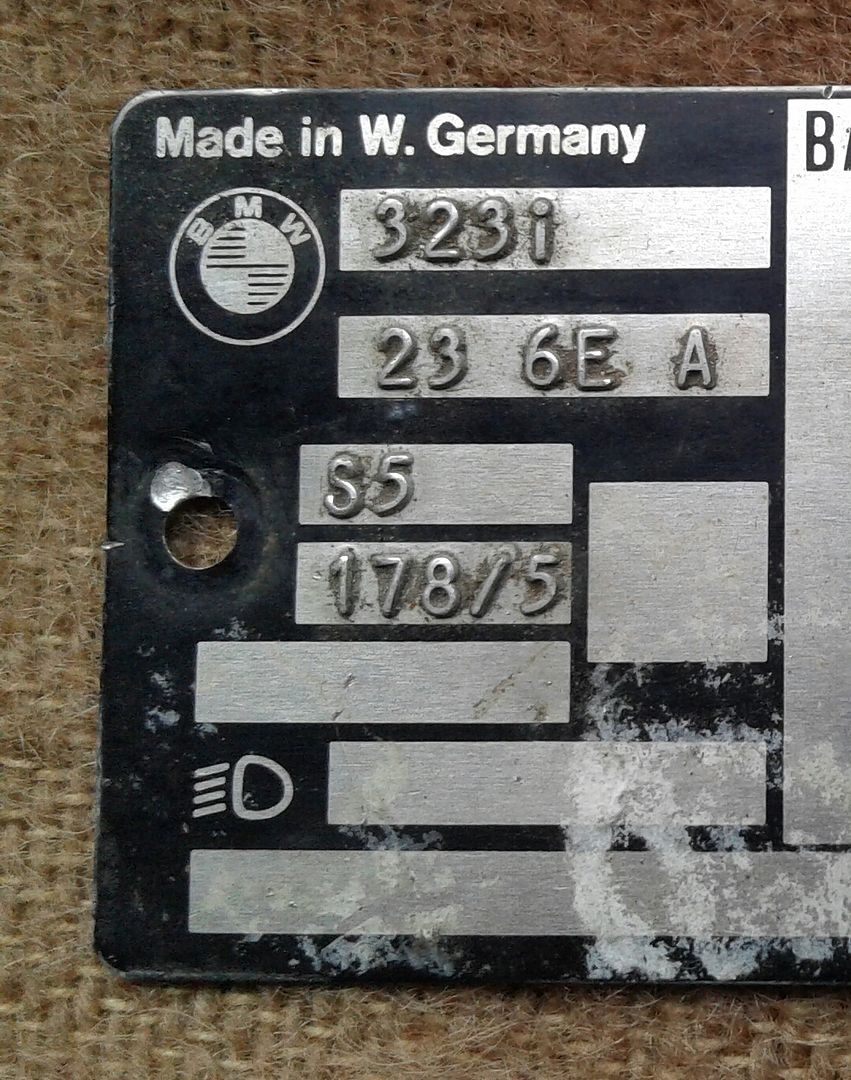 Made in W. Germany
BMW
323i
23 6E A
S5
178/5